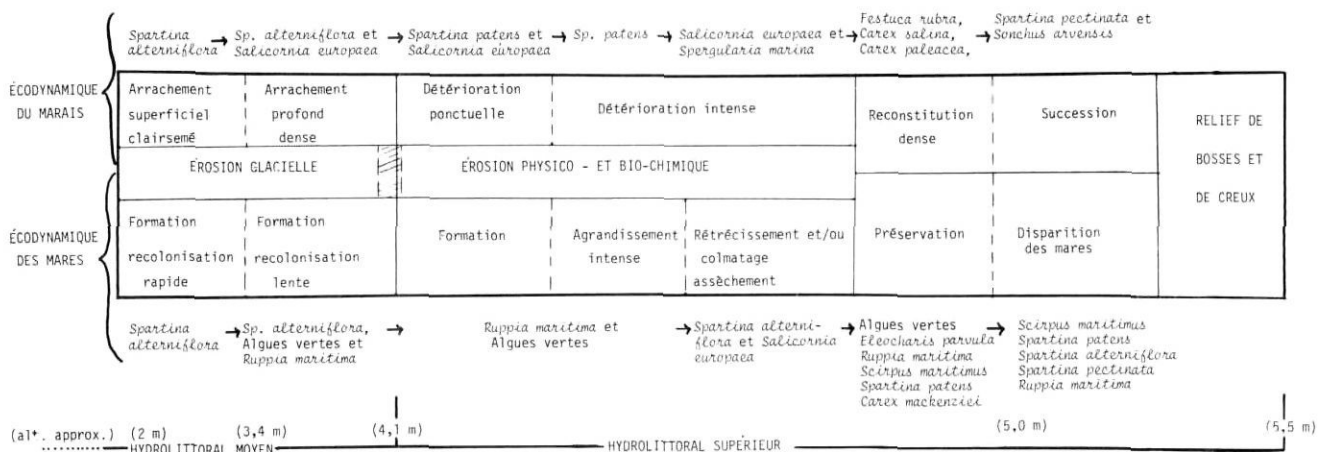 Spartina alterniflora → Sp. alterniflora et Salicornia europaea → Spartina patens et Salicornia europaea → Sp. patens → Salicornia europaea et Spergularia marina → Festuca rubra, Carex salina, Carex paleacea, → Spartina pectinata et Sonchus arvensis
ÉCODYNAMIQUE
DU MARAIS
Arrachement
superficiel
clairsemé
Arrachement
profond
dense
Détérioration
ponctuelle
Détérioration intense
Reconstitution
dense
Succession
RELIEF DE
BOSSES ET
DE CREUX
ÉROSION GLACIELLE
ÉROSION PHYSICO - ET BIO-CHIMIQUE
ÉCODYNAMIQUE
DES MARES
Formation
recolonisation
rapide
Formation
recolonisation
lente
Formation
Agrandissement
intense
Rétrécissement et/ou
colmatage
assèchement
Préservation
Disparition
des mares
Spartina
alterniflora
→ Sp. alterniflora,
Algues vertes et
Ruppia maritima
→
Ruppia maritima et
Algues vertes
→ Spartina alterni-
flora et Salicornia
europaea
→ Algues vertes
Eleocharis parvula
Ruppia maritima
Scirpus maritimus
Spartina patens
Carex mackenziei
→ Scirpus maritimus
Spartina patens
Spartina alterniflora
Spartina pectinata
Ruppia maritima
(alt. approx.) (2 m) (3,4 m) (4,1 m) (5,0 m) (5,5 m)
HYDROLITTORAL MOYEN HYDROLITTORAL SUPÉRIEUR